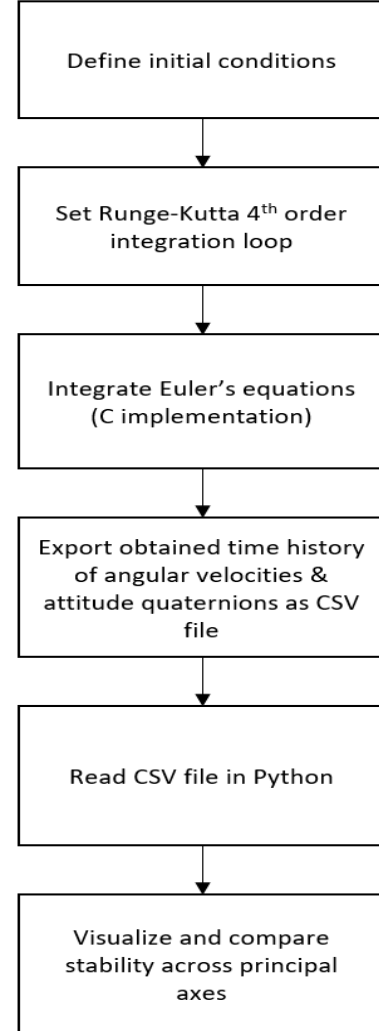 Define initial conditions
Set Runge-Kutta 4th order
integration loop
Integrate Euler's equations
(C implementation)
Export obtained time history
of angular velocities &
attitude quaternions as CSV
file
Read CSV file in Python
Visualize and compare
stability across principal
axes